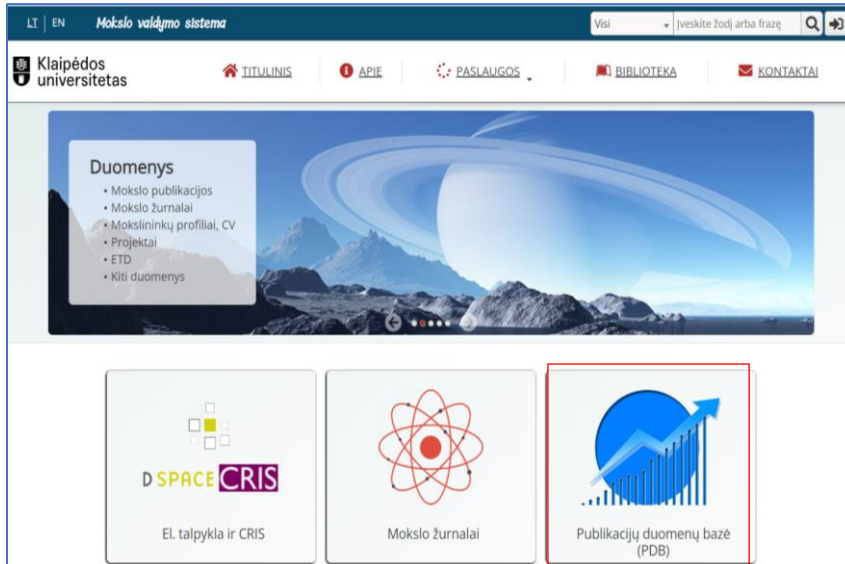 LT | EN Mokslo valdymo sistema Visi Įveskite žodį arba frazę
Klaipėdos
universitetas
TITULINIS APIE PASLAUGOS BIBLIOTEKA KONTAKTAI
Duomenys
• Mokslo publikacijos
• Mokslo žurnalai
• Mokslininkų profiliai, CV
• Projektai
• ETD
• Kiti duomenys
DSPACE CRIS
El. talpykla ir CRIS
Mokslo žurnalai
Publikacijų duomenų bazė
(PDB)